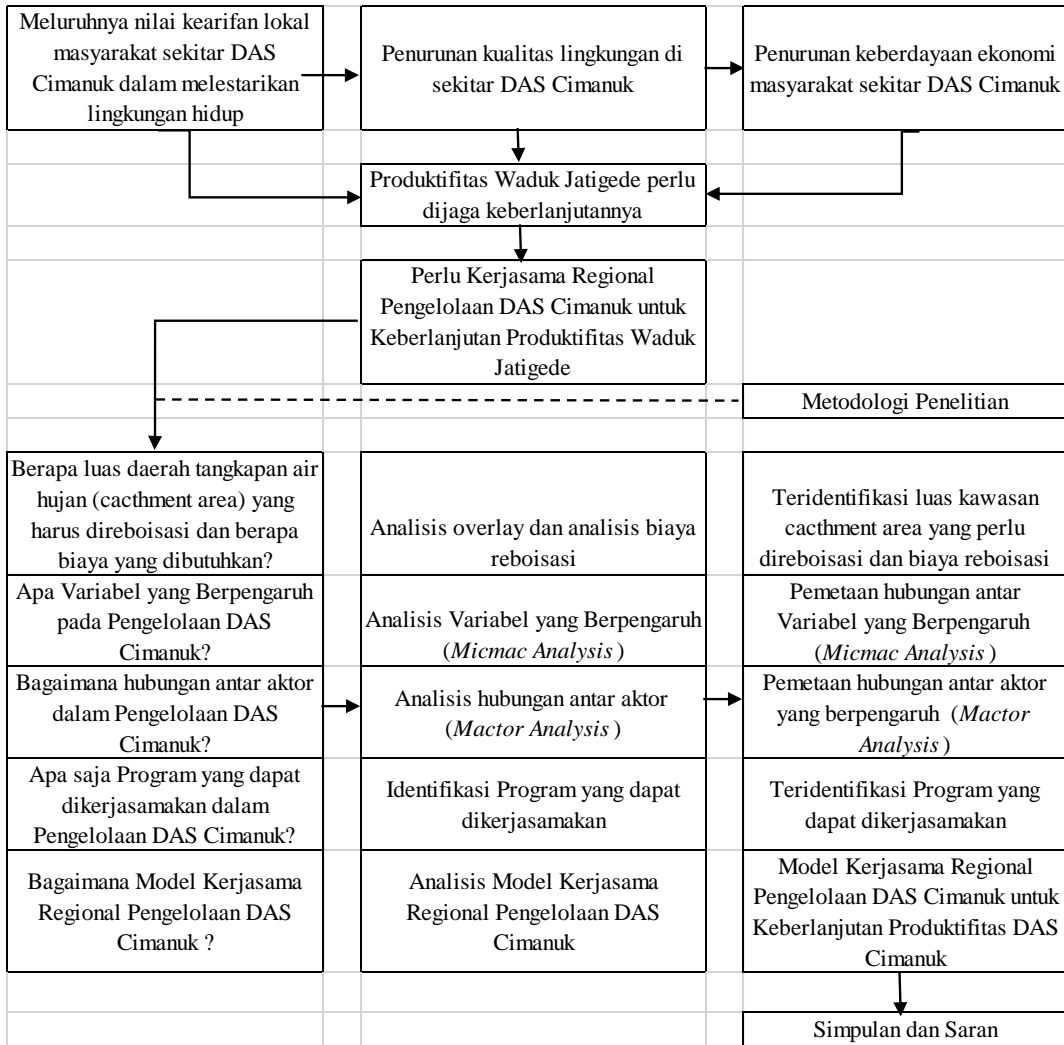 Meluruhnya nilai kearifan lokal
masyarakat sekitar DAS
Cimanuk dalam melestarikan
lingkungan hidup
Penurunan kualitas lingkungan di
sekitar DAS Cimanuk
Penurunan keberdayaan ekonomi
masyarakat sekitar DAS Cimanuk
Produktifitas Waduk Jatigede perlu
dijaga keberlanjutannya
Perlu Kerjasama Regional
Pengelolaan DAS Cimanuk untuk
Keberlanjutan Produktifitas Waduk
Jatigede
Metodologi Penelitian
Berapa luas daerah tangkapan air
hujan (cacthment area) yang
harus direboisasi dan berapa
biaya yang dibutuhkan?
Analisis overlay dan analisis biaya
reboisasi
Teridentifikasi luas kawasan
cacthment area yang perlu
direboisasi dan biaya reboisasi
Apa Variabel yang Berpengaruh
pada Pengelolaan DAS
Cimanuk?
Analisis Variabel yang Berpengaruh
(Micmac Analysis )
Pemetaan hubungan antar
Variabel yang Berpengaruh
(Micmac Analysis )
Bagaimana hubungan antar aktor
dalam Pengelolaan DAS
Cimanuk?
Analisis hubungan antar aktor
(Mactor Analysis )
Pemetaan hubungan antar aktor
yang berpengaruh (Mactor
Analysis )
Apa saja Program yang dapat
dikerjasamakan dalam
Pengelolaan DAS Cimanuk?
Identifikasi Program yang dapat
dikerjasamakan
Teridentifikasi Program yang
dapat dikerjasamakan
Bagaimana Model Kerjasama
Regional Pengelolaan DAS
Cimanuk ?
Analisis Model Kerjasama
Regional Pengelolaan DAS
Cimanuk
Model Kerjasama Regional
Pengelolaan DAS Cimanuk untuk
Keberlanjutan Produktifitas DAS
Cimanuk
Simpulan dan Saran